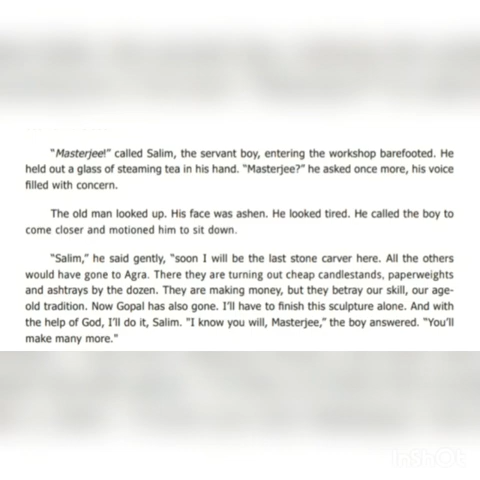 "Masterjee!" called Salim, the servant boy, entering the workshop barefooted. He
held out a glass of steaming tea in his hand. "Masterjee?" he asked once more, his voice
filled with concern.
The old man looked up. His face was ashen. He looked tired. He called the boy to
come closer and motioned him to sit down.
"Salim," he said gently, "soon I will be the last stone carver here. All the others
would have gone to Agra. There they are turning out cheap candlestands, paperweights
and ashtrays by the dozen. They are making money, but they betray our skill, our age-
old tradition. Now Gopal has also gone. I'll have to finish this sculpture alone. And with
the help of God, I'll do it, Salim. "I know you will, Masterjee," the boy answered. "You'll
make many more."
InShOt